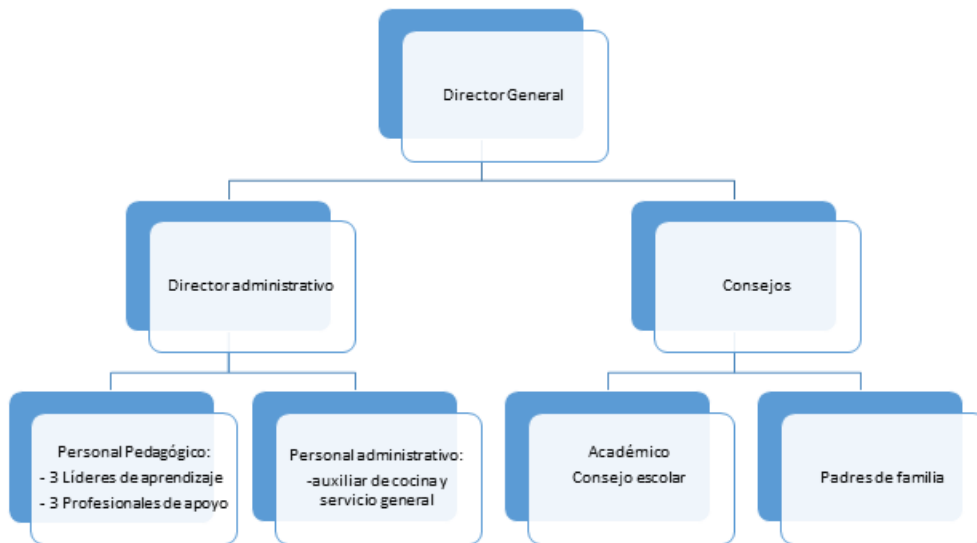 Director General
Director administrativo
Consejos
Personal Pedagógico:
- 3 Líderes de aprendizaje
- 3 Profesionales de apoyo
Personal administrativo:
-auxiliar de cocina y
servicio general
Académico
Consejo escolar
Padres de familia